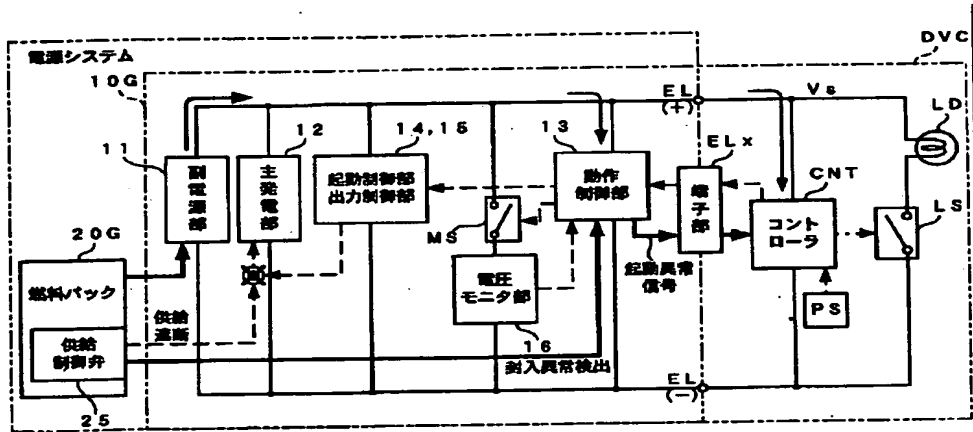 電源システム
DVC
10G
EL
(+)
Vs
LD
11
12
14,15
13
ELx
副電源部
主発電部
起動制御部
出力制御部
動作
制御部
端子部
CNT
コント
ローラ
LS
MS
20G
燃料パック
供給
遮断
電圧
モニタ部
起動異常
信号
PS
供給
制御弁
16
封入異常検出
25
EL
(−)